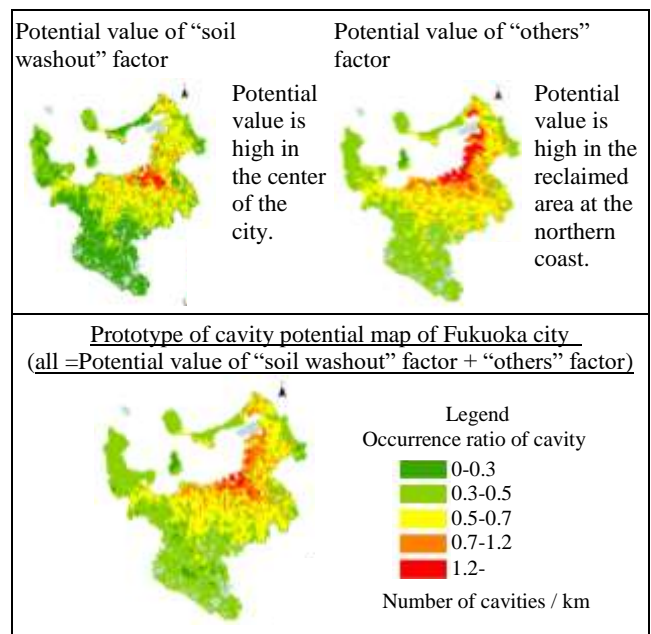 Potential value of “soil
washout” factor
Potential
value is
high in
the center
of the
city.
Potential value of “others”
factor
Potential
value is
high in the
reclaimed
area at the
northern
coast.
Prototype of cavity potential map of Fukuoka city
(all =Potential value of “soil washout” factor + “others” factor)
Legend
Occurrence ratio of cavity
0-0.3
0.3-0.5
0.5-0.7
0.7-1.2
1.2-
Number of cavities / km